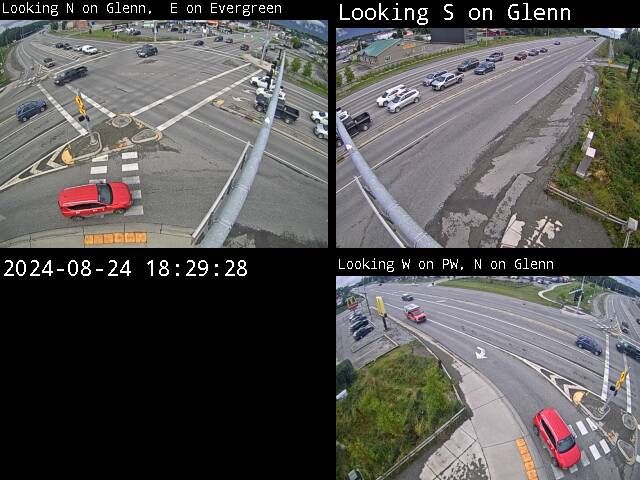 Looking N on Glenn,  E on Evergreen
Looking S on Glenn
2024-08-24 18:29:28
Looking W on PW, N on Glenn